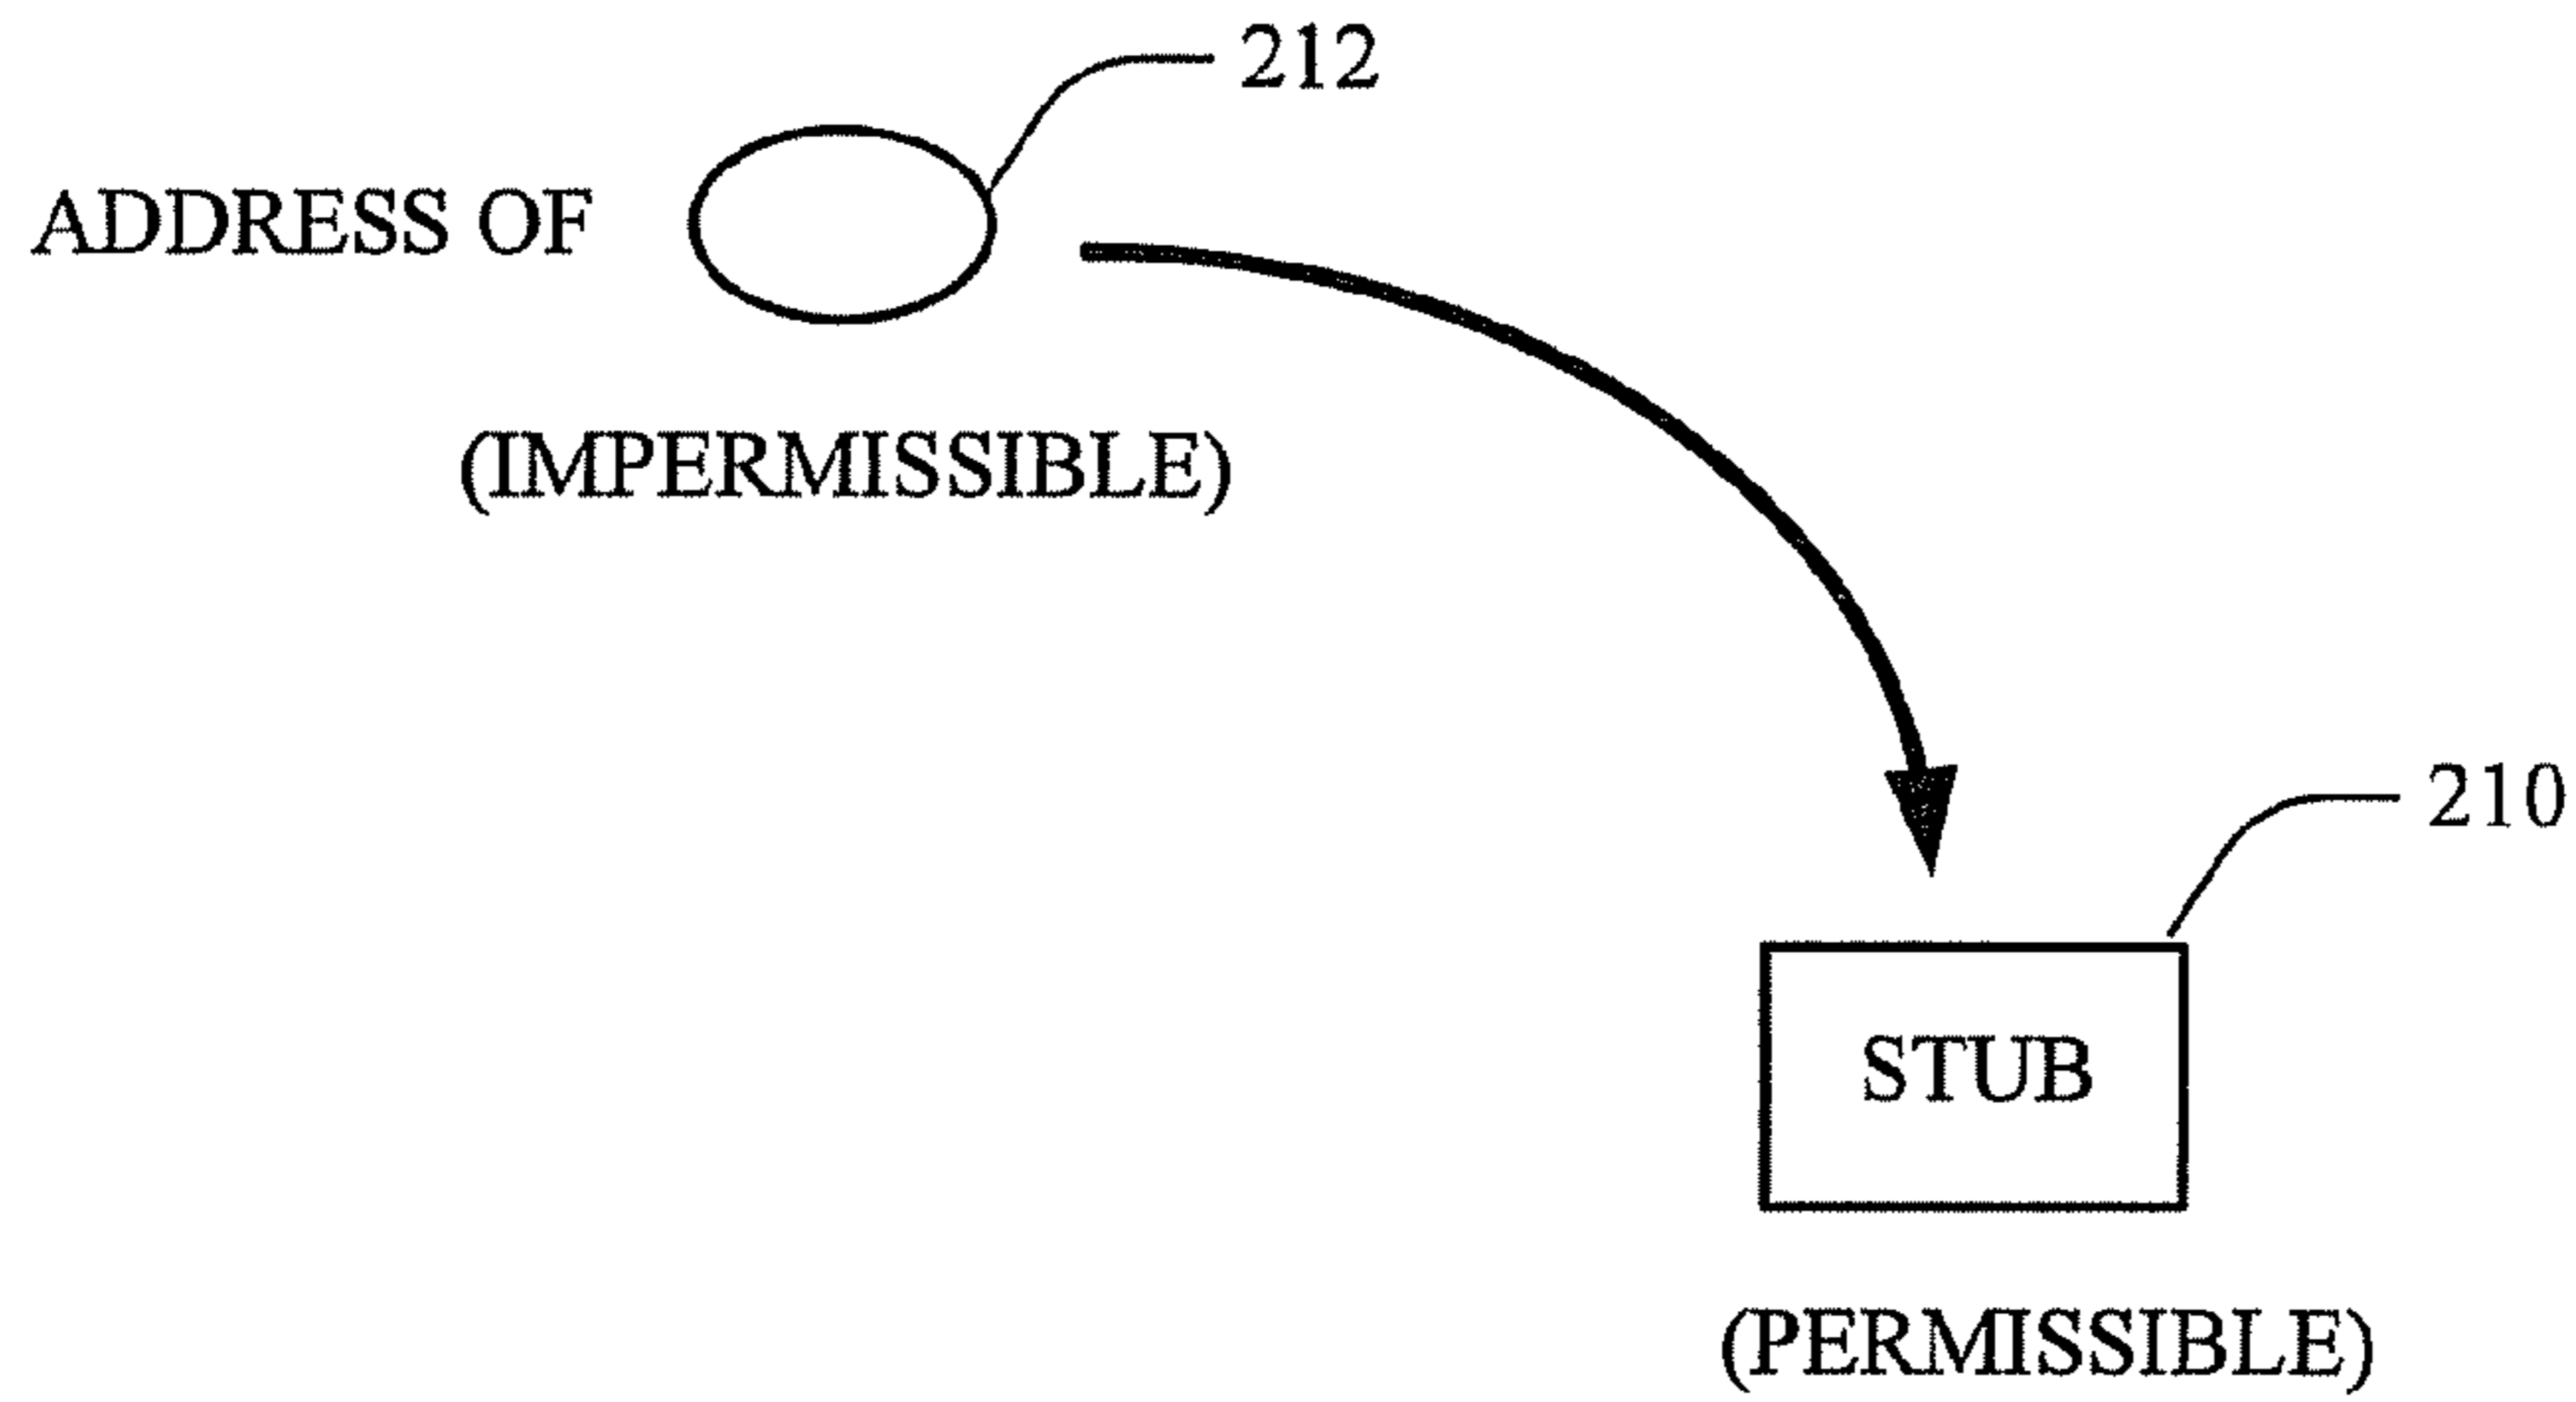 212
ADDRESS OF
(IMPERMISSIBLE)
210
STUB
(PERMISSIBLE)